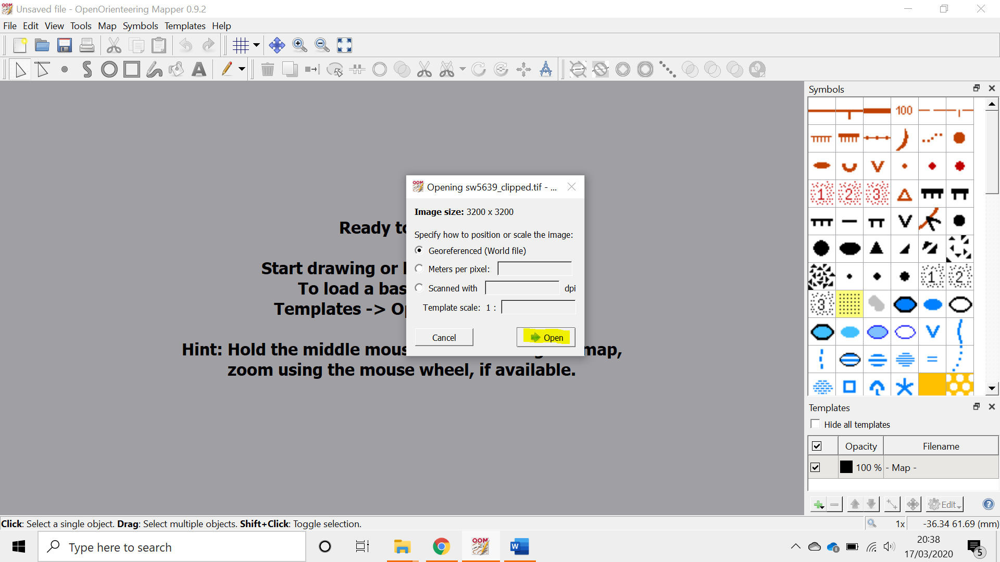 Unsaved file - OpenOrienteering Mapper 0.9.2
File Edit View Tools Map Symbols Templates Help
Symbols
100
1 2 3
1 2
3
Ready to
Start drawing or
To load a bas
Templates -> Op
Hint: Hold the middle mous map,
zoom using the mouse wheel, if available.
OOM Opening sw5639_clipped.tif - ...
Image size: 3200 x 3200
Specify how to position or scale the image:
Georeferenced (World file)
Meters per pixel:
Scanned with dpi
Template scale: 1 :
Cancel Open
Templates
Hide all templates
Opacity Filename
100 % - Map -
Edit
Click: Select a single object. Drag: Select multiple objects. Shift+Click: Toggle selection.
1x -36.34 61.69 (mm)
Type here to search
OOM
W
20:38
17/03/2020
5